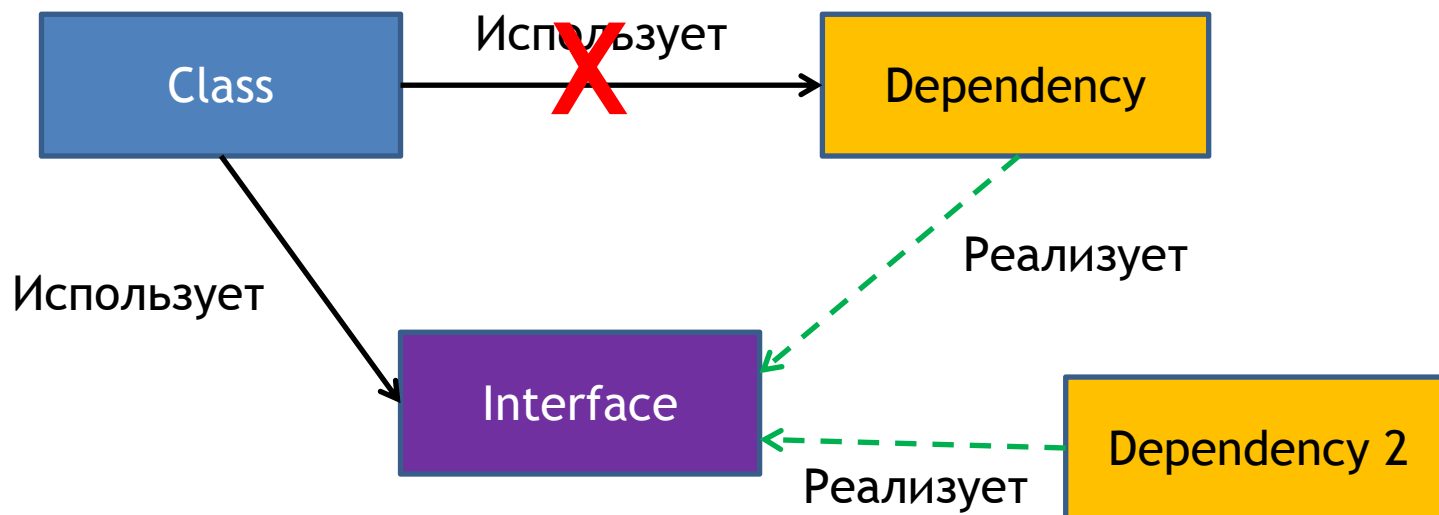 Использует
Class
X
Dependency
Реализует
Использует
Interface
Dependency 2
Реализует